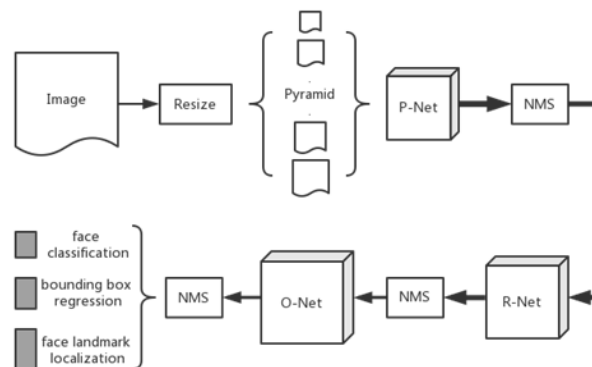 Image
Resize
Pyramid
P-Net
NMS
face
classification
bounding box
regression
face landmark
localization
NMS
O-Net
NMS
R-Net